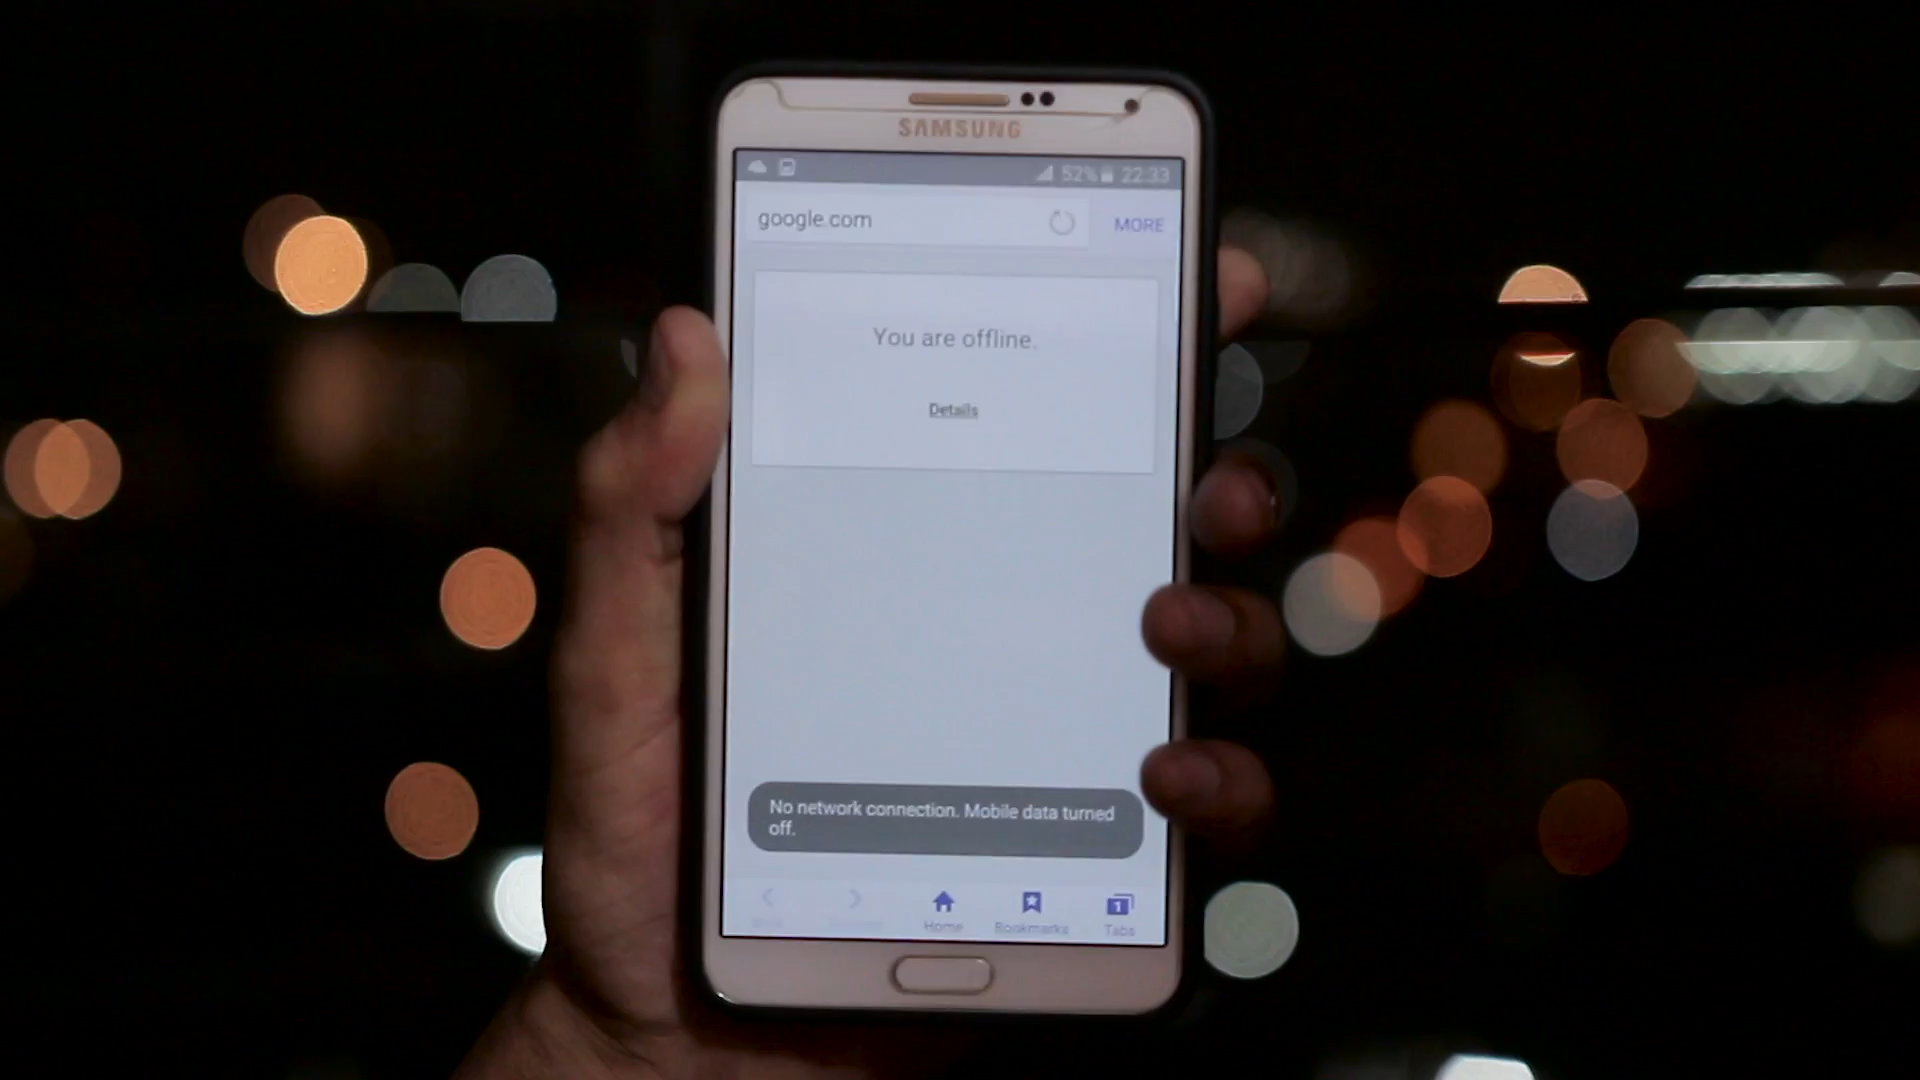 SAMSUNG
52% 22:33
google.com
MORE
You are offline.
Details
No network connection. Mobile data turned
off.
Home Bookmarks 1 Tabs